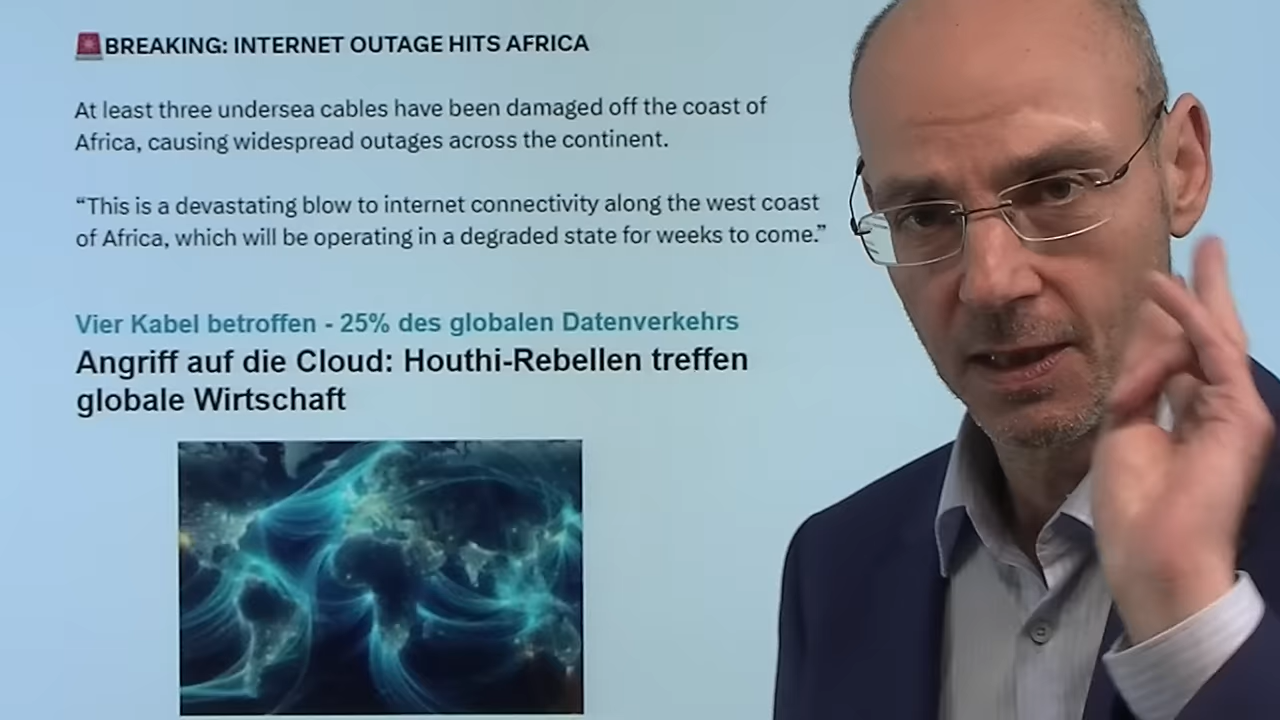 🚨BREAKING: INTERNET OUTAGE HITS AFRICA
At least three undersea cables have been damaged off the coast of
Africa, causing widespread outages across the continent.
“This is a devastating blow to internet connectivity along the west coast
of Africa, which will be operating in a degraded state for weeks to come.”
Vier Kabel betroffen - 25% des globalen Datenverkehrs
Angriff auf die Cloud: Houthi-Rebellen treffen
globale Wirtschaft